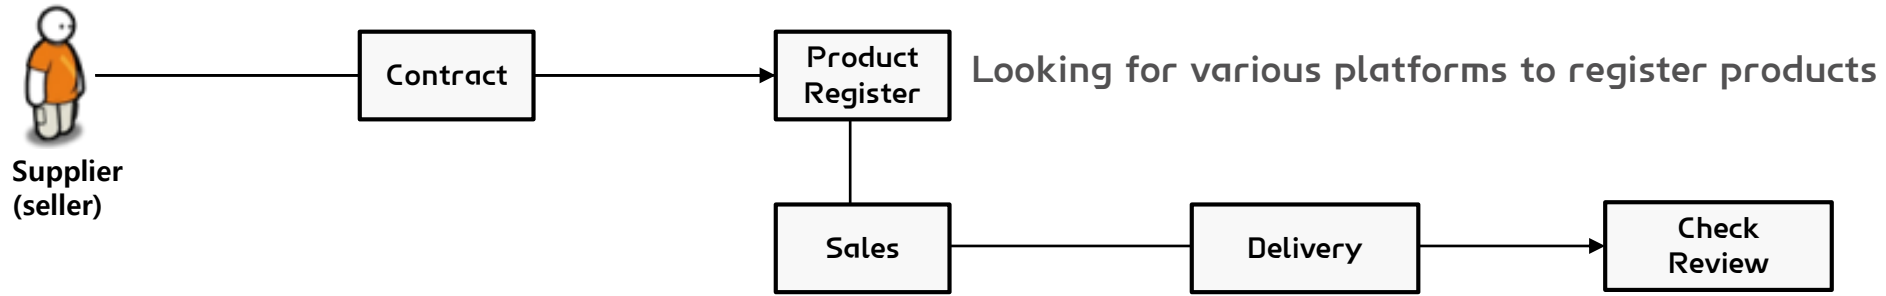 Contract
Product
Register
Looking for various platforms to register products
Supplier
(seller)
Sales
Delivery
Check
Review